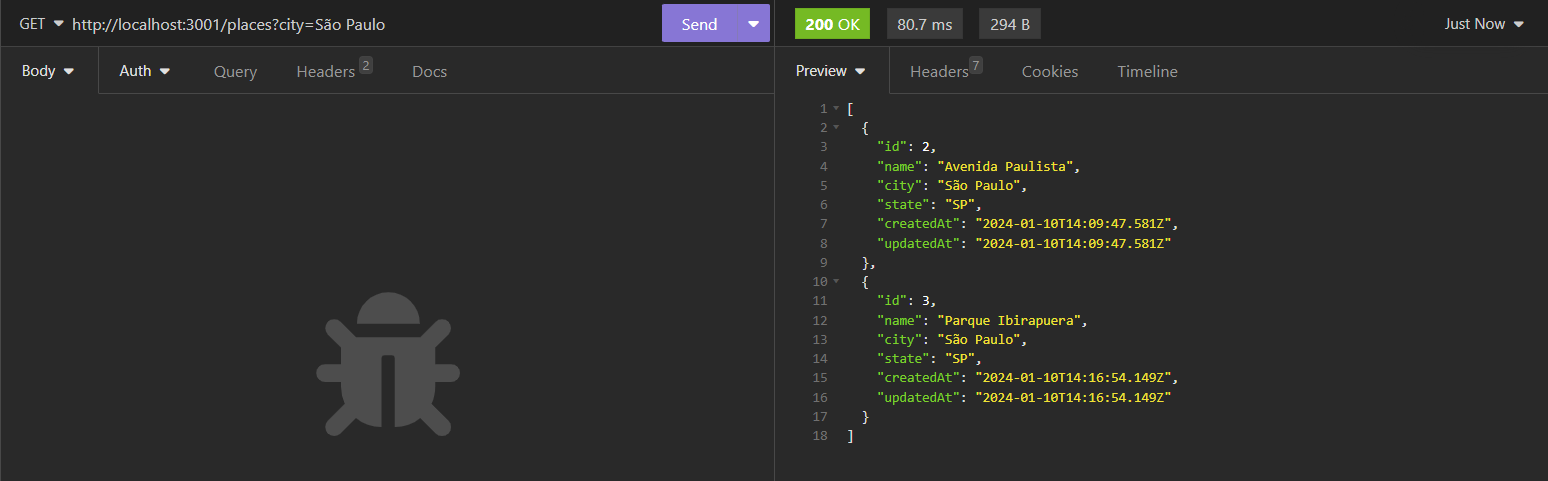 GET http://localhost:3001/places?city=São Paulo Send 200 OK 80.7 ms 294 B Just Now
Body Auth Query Headers 2 Docs
Preview Headers 7 Cookies Timeline
1 [
2 {
3 "id": 2,
4 "name": "Avenida Paulista",
5 "city": "São Paulo",
6 "state": "SP",
7 "createdAt": "2024-01-10T14:09:47.581Z",
8 "updatedAt": "2024-01-10T14:09:47.581Z"
9 },
10 {
11 "id": 3,
12 "name": "Parque Ibirapuera",
13 "city": "São Paulo",
14 "state": "SP",
15 "createdAt": "2024-01-10T14:16:54.149Z",
16 "updatedAt": "2024-01-10T14:16:54.149Z"
17 }
18 ]